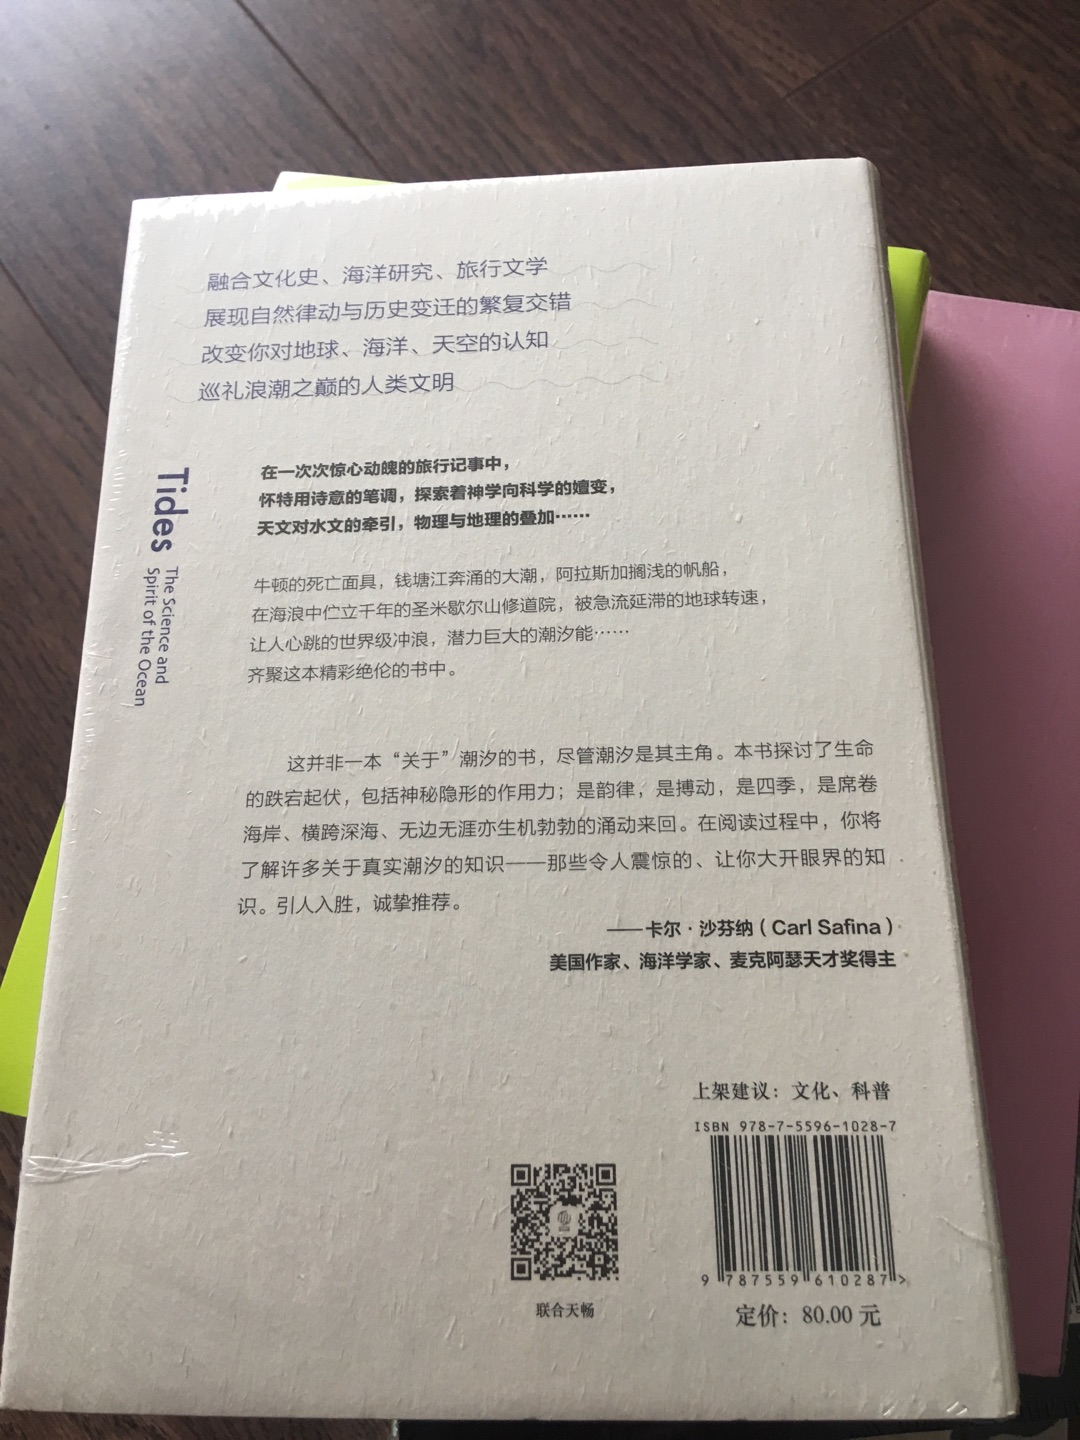 融合文化史、海洋研究、旅行文学
展现自然律动与历史变迁的繁复交错
改变你对地球、海洋、天空的认知
巡礼浪潮之巅的人类文明
Tides
The Science and
Spirit of the Ocean
在一次次惊心动魄的旅行记事中，
怀特用诗意的笔调，探索着神学向科学的嬗变，
天文对水文的牵引，物理与地理的叠加……
牛顿的死亡面具，钱塘江奔涌的大潮，阿拉斯加搁浅的帆船，
在海浪中伫立千年的圣米歇尔山修道院，被急流延滞的地球转速，
让人心跳的世界级冲浪，潜力巨大的潮汐能……
齐聚这本精彩绝伦的书中。
这并非一本“关于”潮汐的书，尽管潮汐是其主角。本书探讨了生命
的跌宕起伏，包括神秘隐形的作用力；是韵律，是搏动，是四季，是席卷
海岸、横跨深海、无边无涯亦生机勃勃的涌动来回。在阅读过程中，你将
了解许多关于真实潮汐的知识——那些令人震惊的、让你大开眼界的知
识。引人入胜，诚挚推荐。
——卡尔·沙芬纳（Carl Safina）
美国作家、海洋学家、麦克阿瑟天才奖得主
上架建议：文化、科普
ISBN 978-7-5596-1028-7
9 787559 610287 >
联合天畅
定价：80.00 元